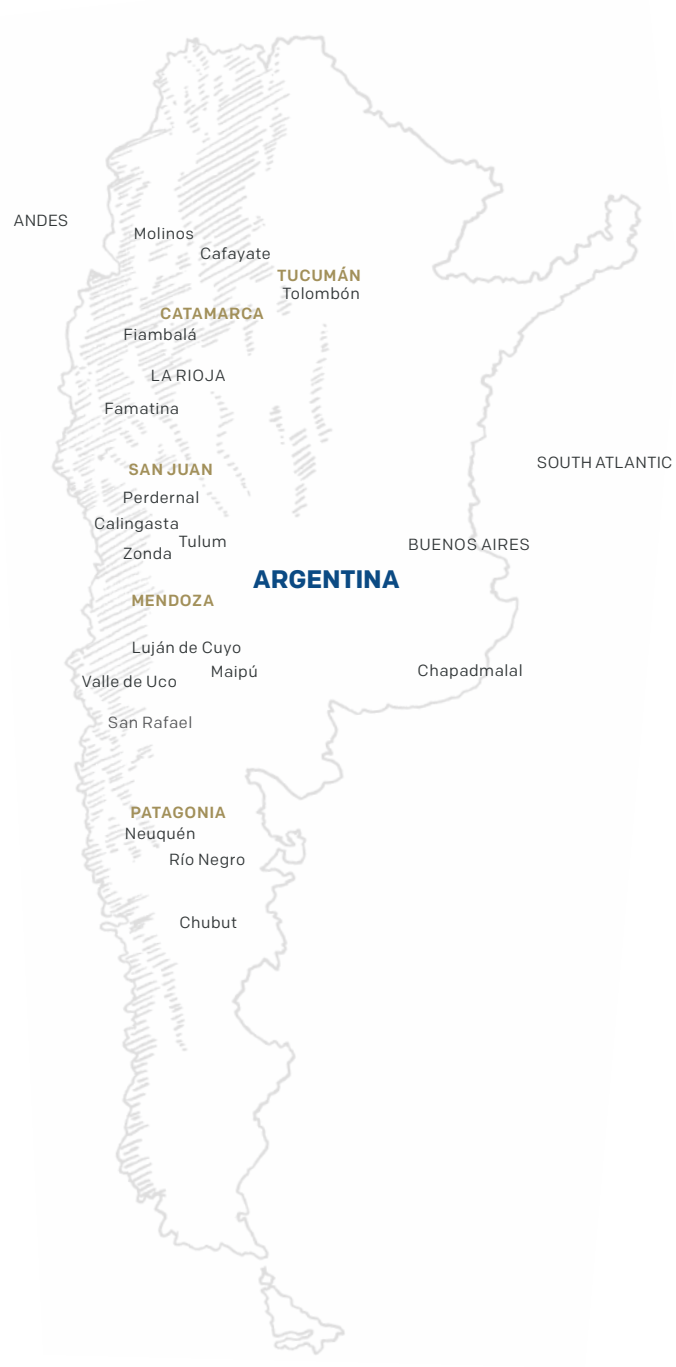 ANDES
Molinos
Cafayate
TUCUMÁN
Tolombón
CATAMARCA
Fiambalá
LA RIOJA
Famatina
SOUTH ATLANTIC
SAN JUAN
Perdernal
Calingasta
Tulum
Zonda
BUENOS AIRES
ARGENTINA
MENDOZA
Luján de Cuyo
Maipú
Valle de Uco
Chapadmalal
San Rafael
PATAGONIA
Neuquén
Río Negro
Chubut